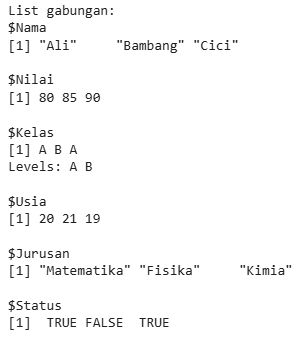 List gabungan:
$Nama
[1] "Ali"     "Bambang" "Cici"

$Nilai
[1] 80 85 90

$Kelas
[1] A B A
Levels: A B

$Usia
[1] 20 21 19

$Jurusan
[1] "Matematika" "Fisika"     "Kimia"

$Status
[1]  TRUE FALSE  TRUE